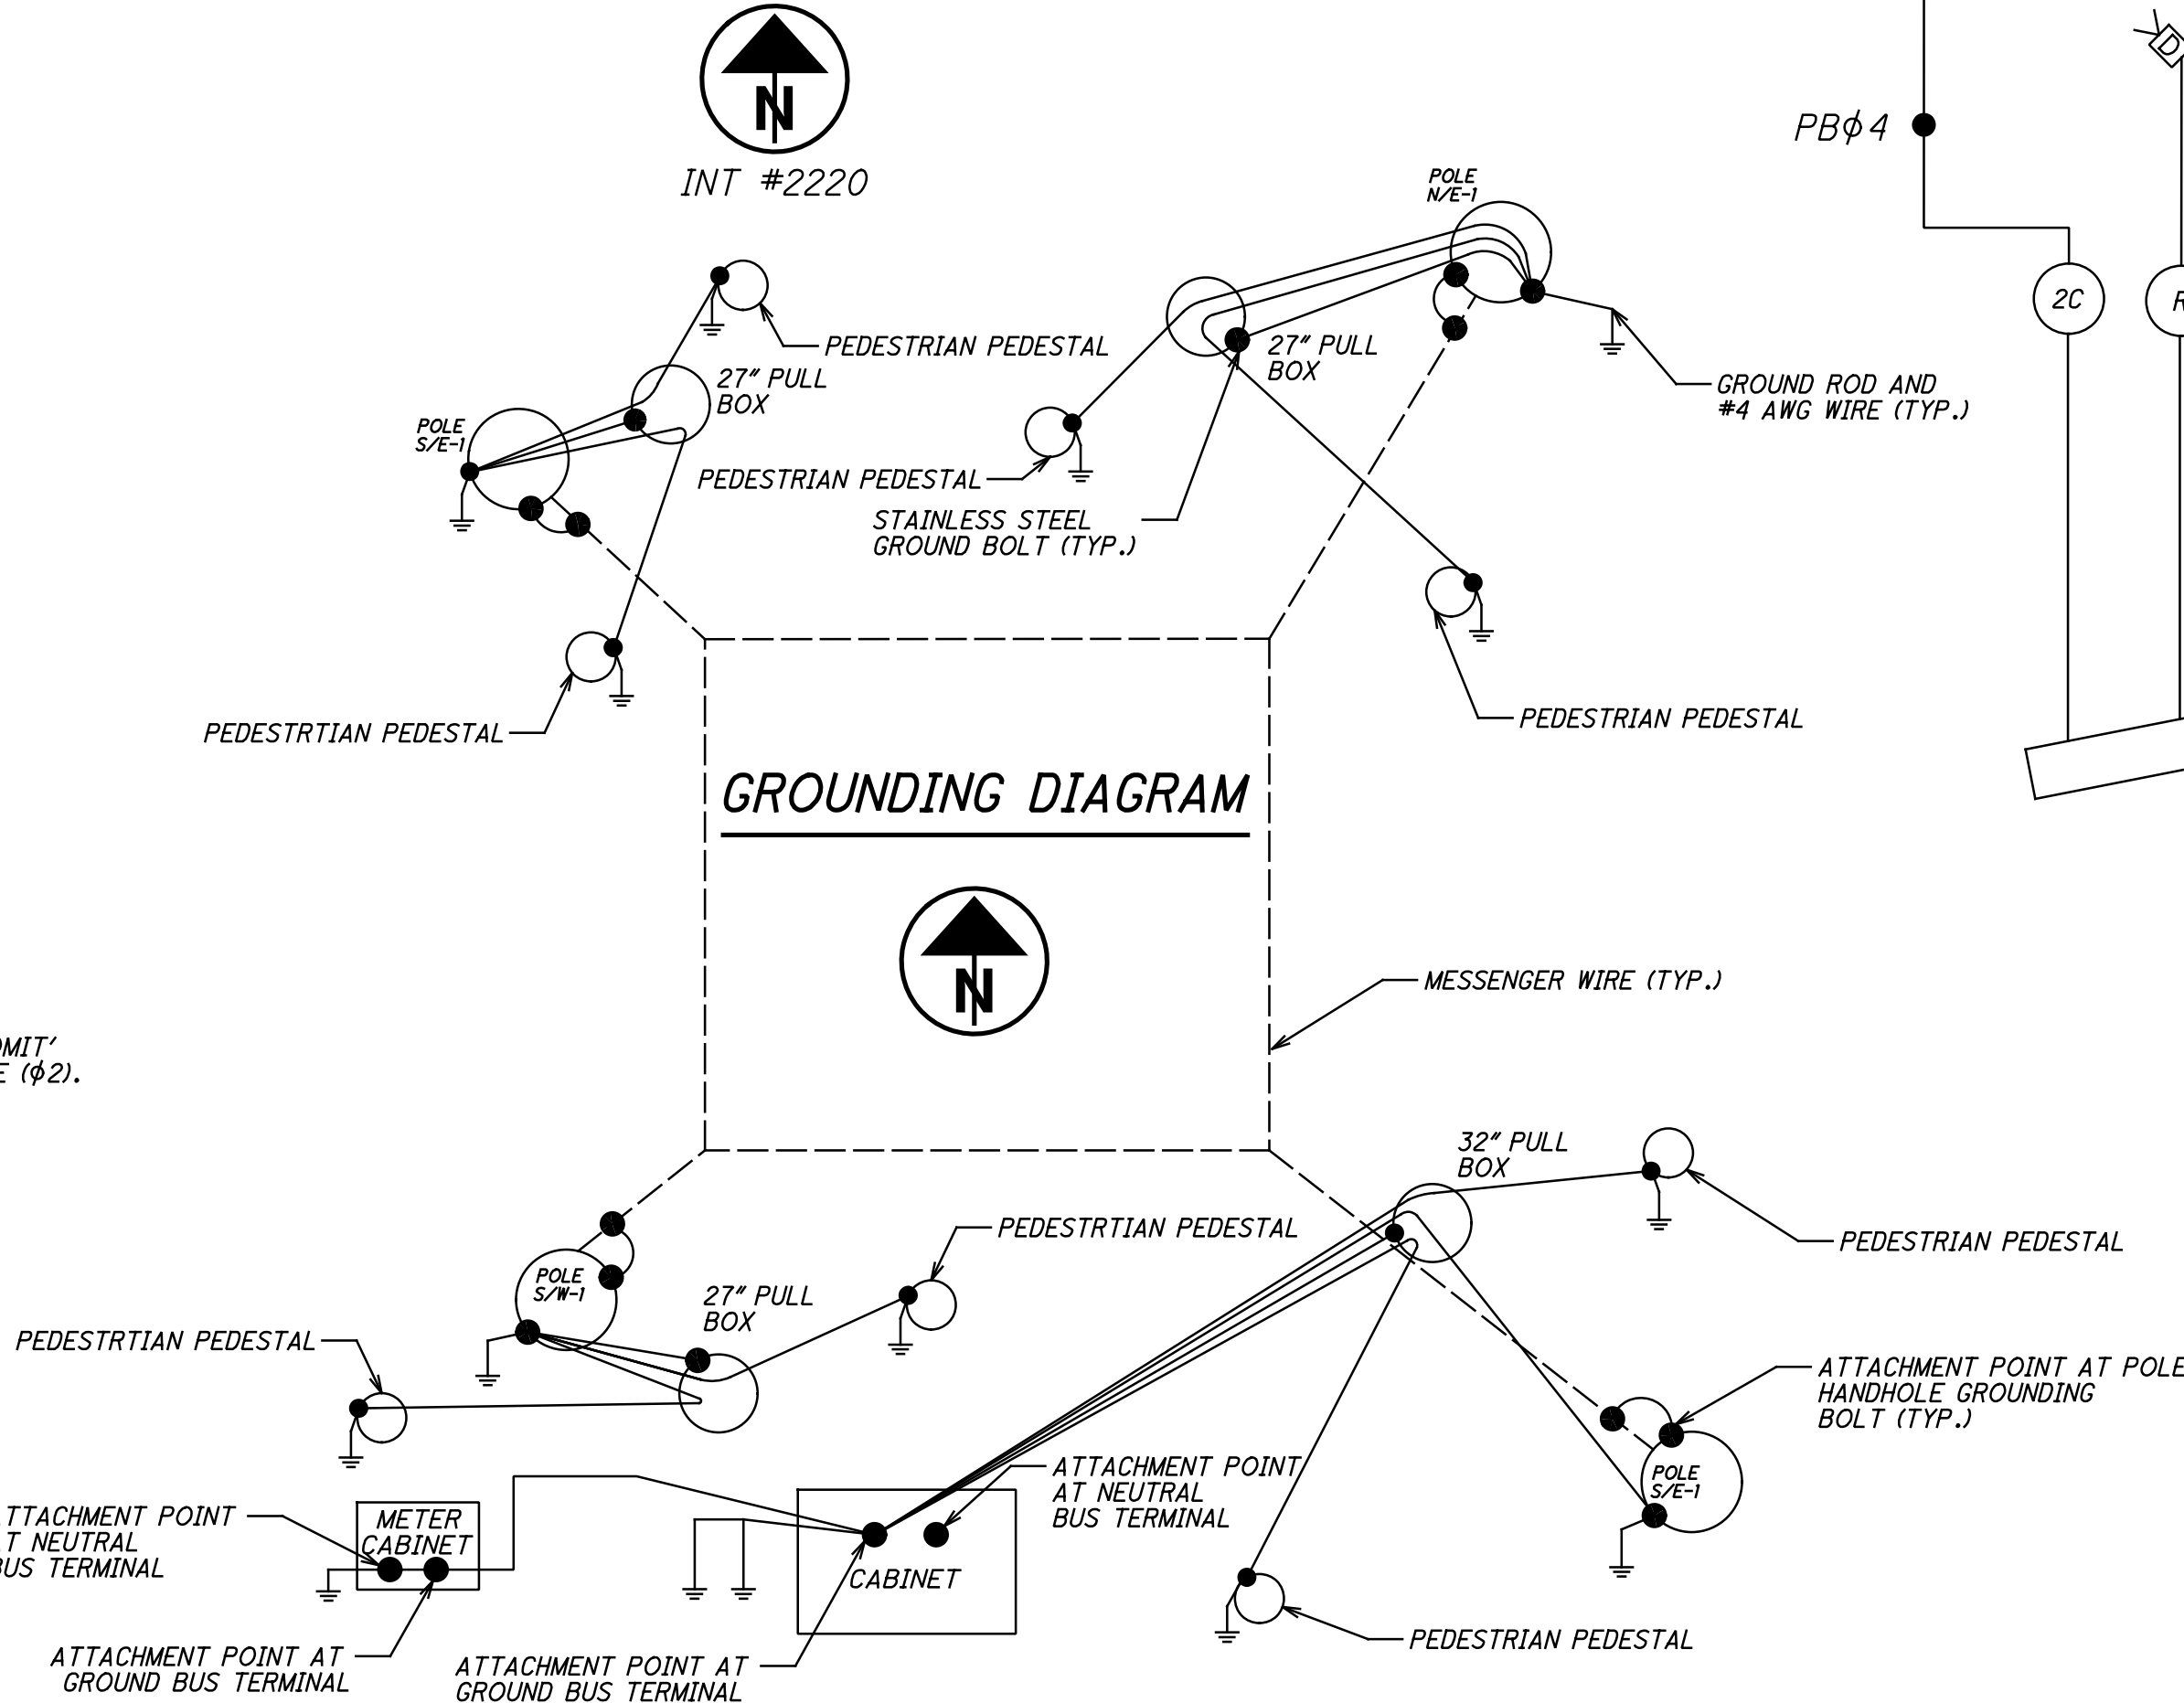 N
INT #2220
D
PBϕ4
2C
POLE
N/E-1
PEDESTRIAN PEDESTAL
27" PULL
BOX
27" PULL
BOX
GROUND ROD AND
#4 AWG WIRE (TYP.)
POLE
S/E-1
PEDESTRIAN PEDESTAL
STAINLESS STEEL
GROUND BOLT (TYP.)
PEDESTRTIAN PEDESTAL
PEDESTRIAN PEDESTAL
GROUNDING DIAGRAM
N
MESSENGER WIRE (TYP.)
(ϕ2).
32" PULL
BOX
PEDESTRTIAN PEDESTAL
PEDESTRIAN PEDESTAL
POLE
S/W-1
27" PULL
BOX
PEDESTRTIAN PEDESTAL
ATTACHMENT POINT AT POLE
HANDHOLE GROUNDING
BOLT (TYP.)
ATTACHMENT POINT
AT NEUTRAL
BUS TERMINAL
POLE
S/E-1
TTACHMENT POINT
T NEUTRAL
BUS TERMINAL
METER
CABINET
CABINET
PEDESTRIAN PEDESTAL
ATTACHMENT POINT AT
GROUND BUS TERMINAL
ATTACHMENT POINT AT
GROUND BUS TERMINAL